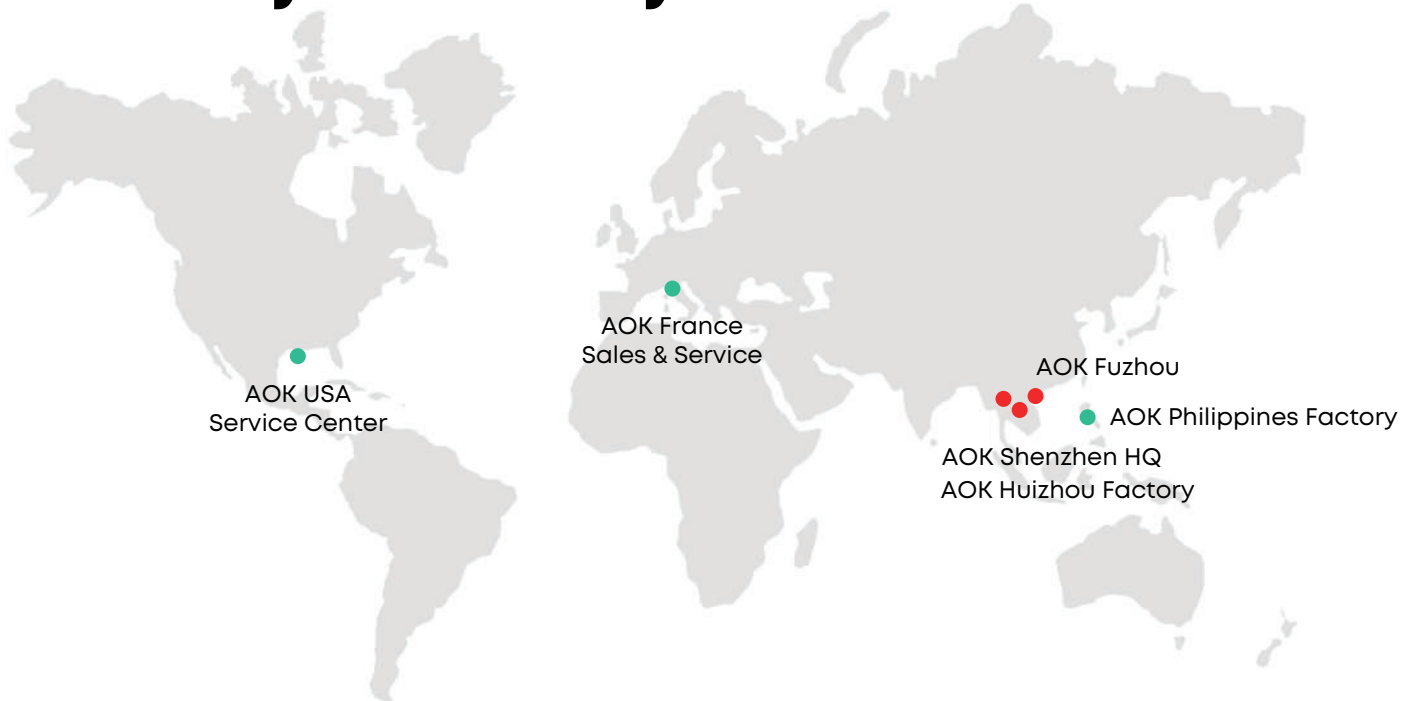 AOK France
Sales & Service
AOK Fuzhou
AOK USA
Service Center
AOK Philippines Factory
AOK Shenzhen HQ
AOK Huizhou Factory